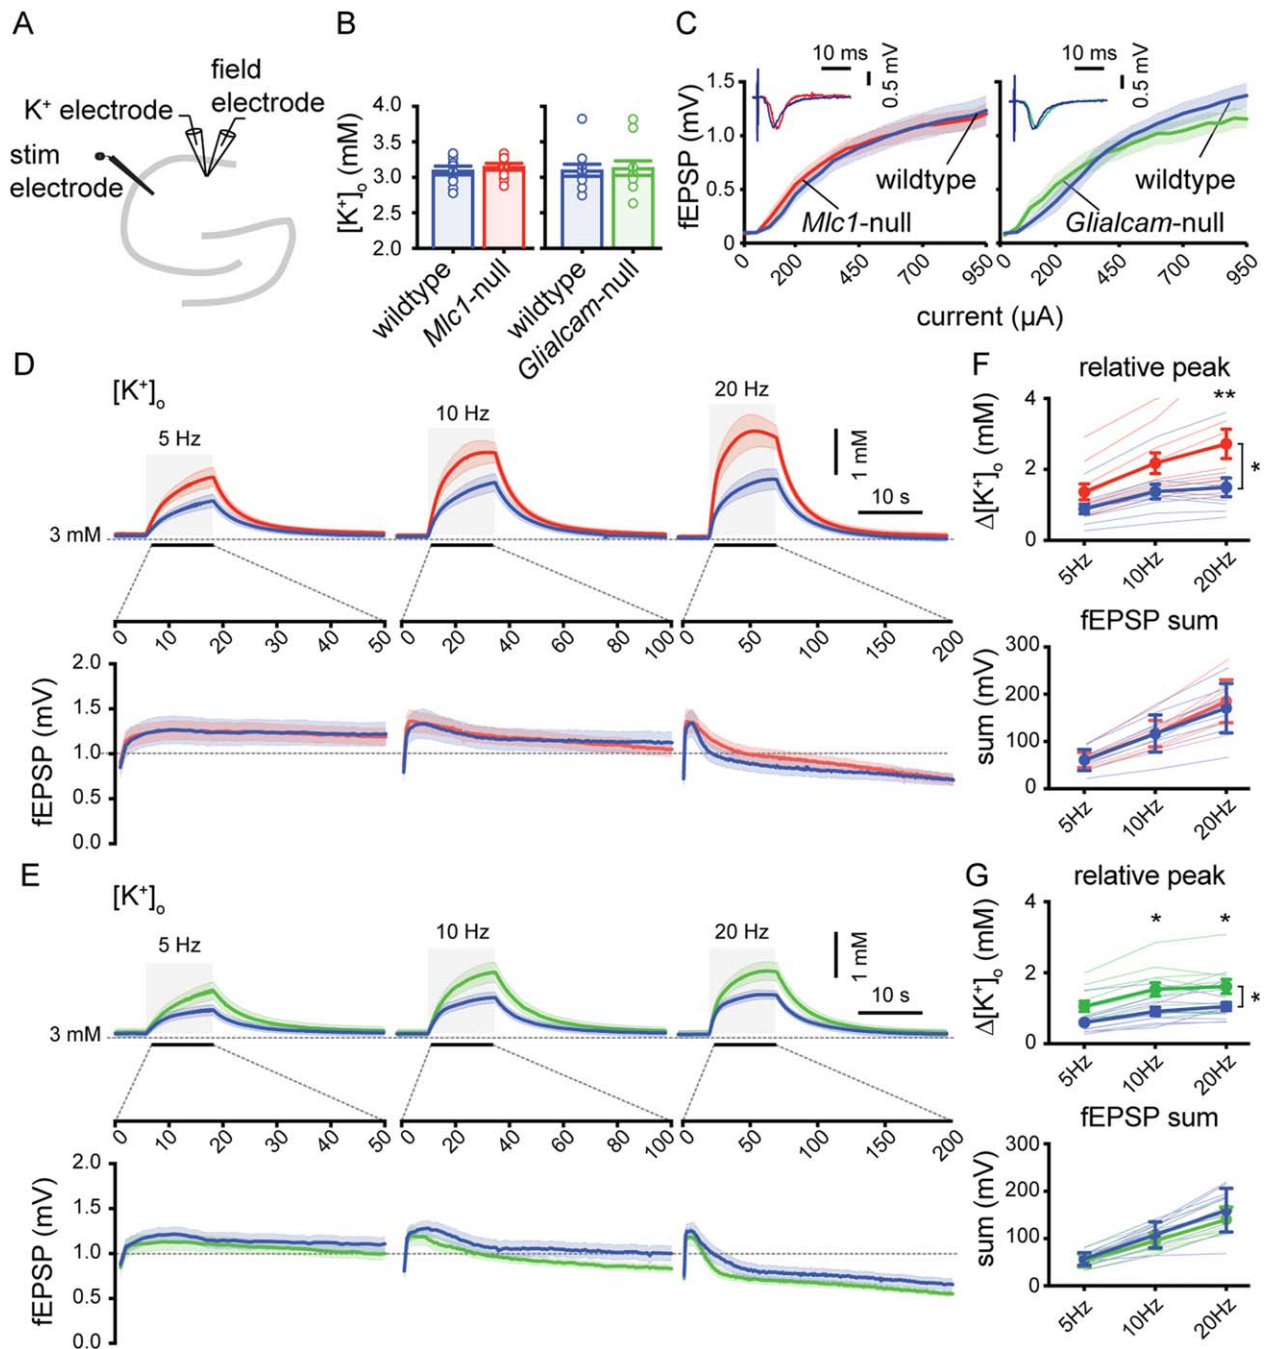 A
K⁺ electrode
field
electrode
stim
electrode
B
[K⁺]ₒ (mM)
4.0
3.5
3.0
2.5
2.0
wildtype
Mlc1-null
wildtype
Glialcam-null
C
fEPSP (mV)
1.5
1.0
0.5
0
10 ms
0.5 mV
wildtype
Mlc1-null
0
200
450
700
950
10 ms
0.5 mV
wildtype
Glialcam-null
0
200
450
700
950
current (µA)
D
[K⁺]ₒ
5 Hz
10 Hz
20 Hz
1 mM
10 s
3 mM
0
10
20
30
40
50
0
20
40
60
80
100
0
50
100
150
200
fEPSP (mV)
2.0
1.5
1.0
0.5
0.0
F
relative peak
Δ[K⁺]ₒ (mM)
4
2
0
**
*
5Hz
10Hz
20Hz
fEPSP sum
sum (mV)
300
200
100
0
5Hz
10Hz
20Hz
E
[K⁺]ₒ
5 Hz
10 Hz
20 Hz
1 mM
10 s
3 mM
0
10
20
30
40
50
0
20
40
60
80
100
0
50
100
150
200
fEPSP (mV)
2.0
1.5
1.0
0.5
0.0
G
relative peak
Δ[K⁺]ₒ (mM)
4
2
0
*
*
*
5Hz
10Hz
20Hz
fEPSP sum
sum (mV)
300
200
100
0
5Hz
10Hz
20Hz